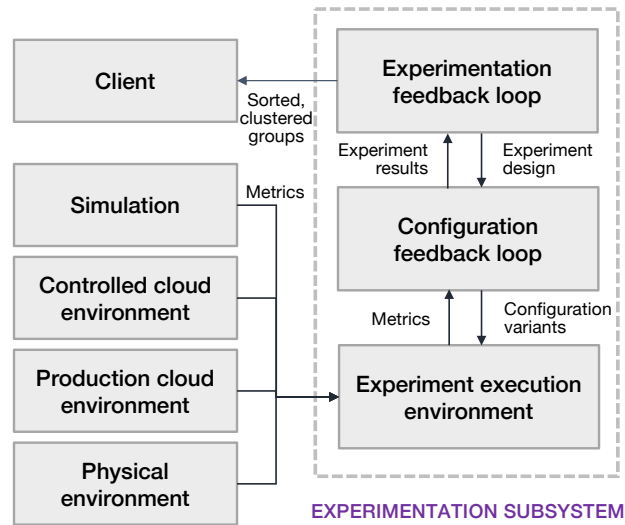 Client
Experimentation
feedback loop
Sorted,
clustered
groups
Experiment
results
Experiment
design
Simulation
Metrics
Configuration
feedback loop
Controlled cloud
environment
Metrics
Configuration
variants
Production cloud
environment
Experiment execution
environment
Physical
environment
EXPERIMENTATION SUBSYSTEM